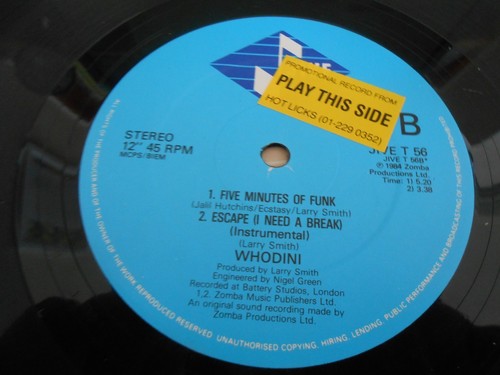 PROMOTIONAL RECORD FROM
PLAY THIS SIDE
HOT LICKS (01-229 0352)
B
STEREO
12" 45 RPM
MCPS/BIEM
JIVE T 56
JIVE T 56B*
℗ 1984 Zomba
Productions Ltd.
Time: 1) 5.20
2) 3.38
1. FIVE MINUTES OF FUNK
(Jalil Hutchins/Ecstasy/Larry Smith)
2. ESCAPE (I NEED A BREAK)
(Instrumental)
(Larry Smith)
WHODINI
Produced by Larry Smith
Engineered by Nigel Green
Recorded at Battery Studios, London
1,2. Zomba Music Publishers Ltd.
An original sound recording made by
Zomba Productions Ltd.
ALL RIGHTS OF THE PRODUCER AND OF THE OWNER OF THE WORK REPRODUCED RESERVED. UNAUTHORISED COPYING, HIRING, LENDING, PUBLIC PERFORMANCE AND BROADCASTING OF THIS RECORD PROHIBITED